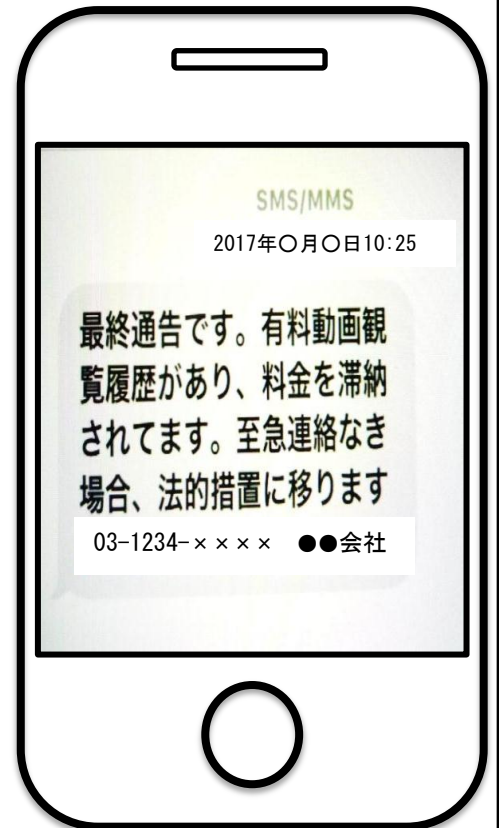 SMS/MMS
2017年〇月〇日10:25
最終通告です。有料動画観
覧履歴があり、料金を滞納
されてます。至急連絡なき
場合、法的措置に移ります
03-1234-×××× ●●会社